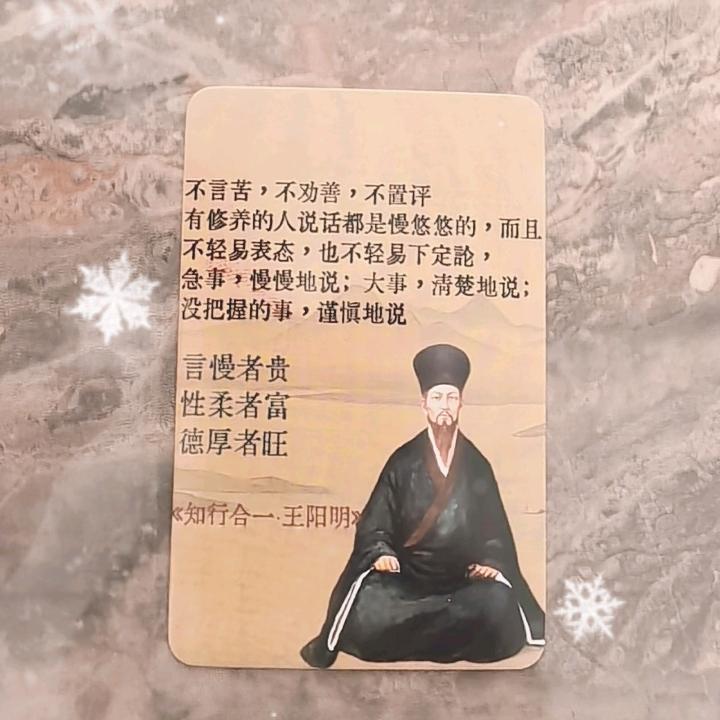 不言苦，不劝善，不置评
有修养的人说话都是慢悠悠的，而且
不轻易表态，也不轻易下定論，
急事，慢慢地说；大事，清楚地说；
没把握的事，谨慎地说
言慢者贵
性柔者富
德厚者旺
《知行合一·王阳明》